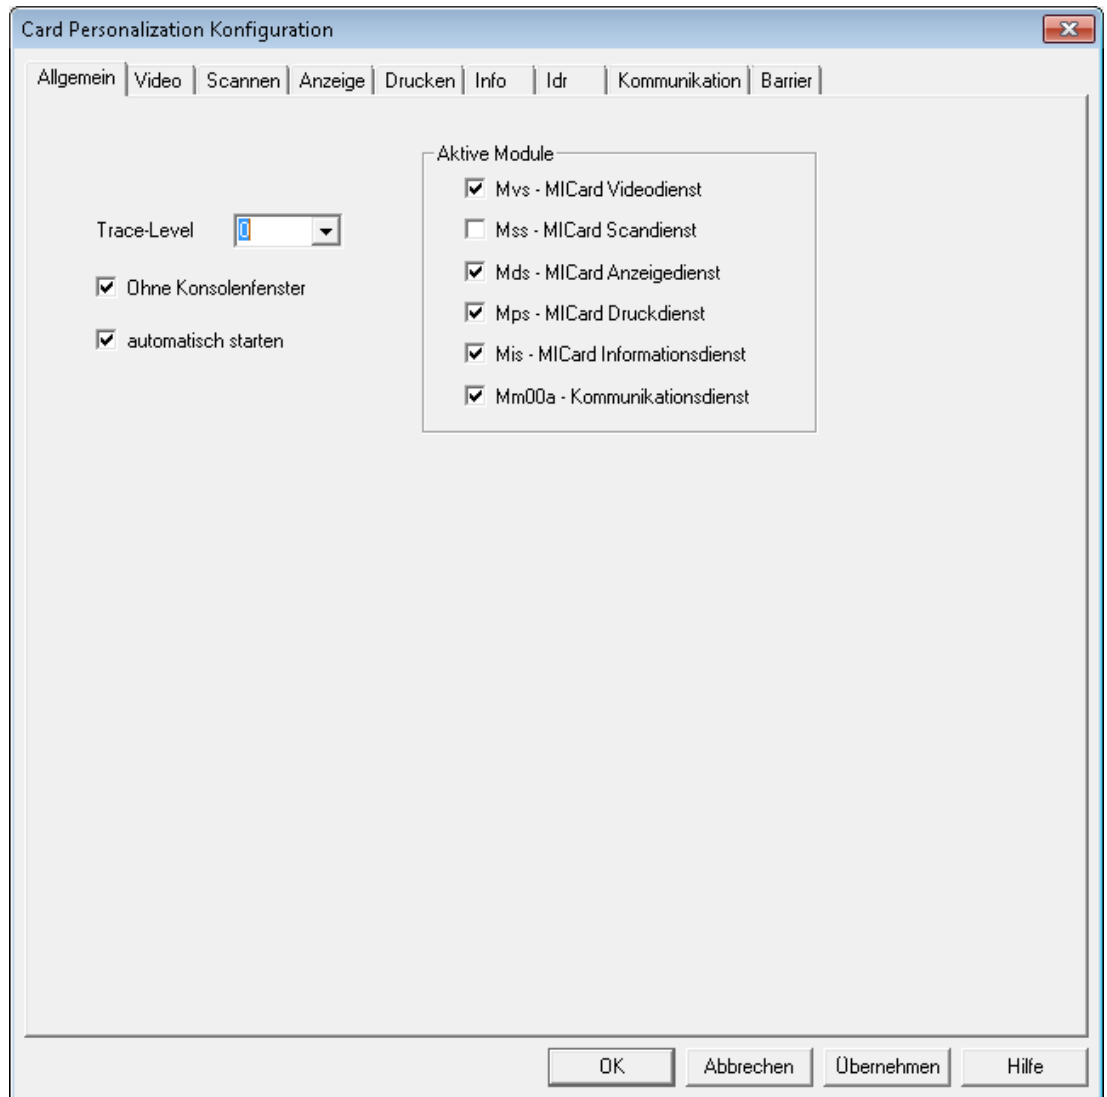 Card Personalization Konfiguration
Allgemein Video Scannen Anzeige Drucken Info Idr Kommunikation Barrier
Aktive Module
Mvs - MICard Videodienst
Trace-Level 0
Mss - MICard Scandienst
Mds - MICard Anzeigedienst
Ohne Konsolenfenster
Mps - MICard Druckdienst
automatisch starten
Mis - MICard Informationsdienst
Mm00a - Kommunikationsdienst
OK Abbrechen Übernehmen Hilfe